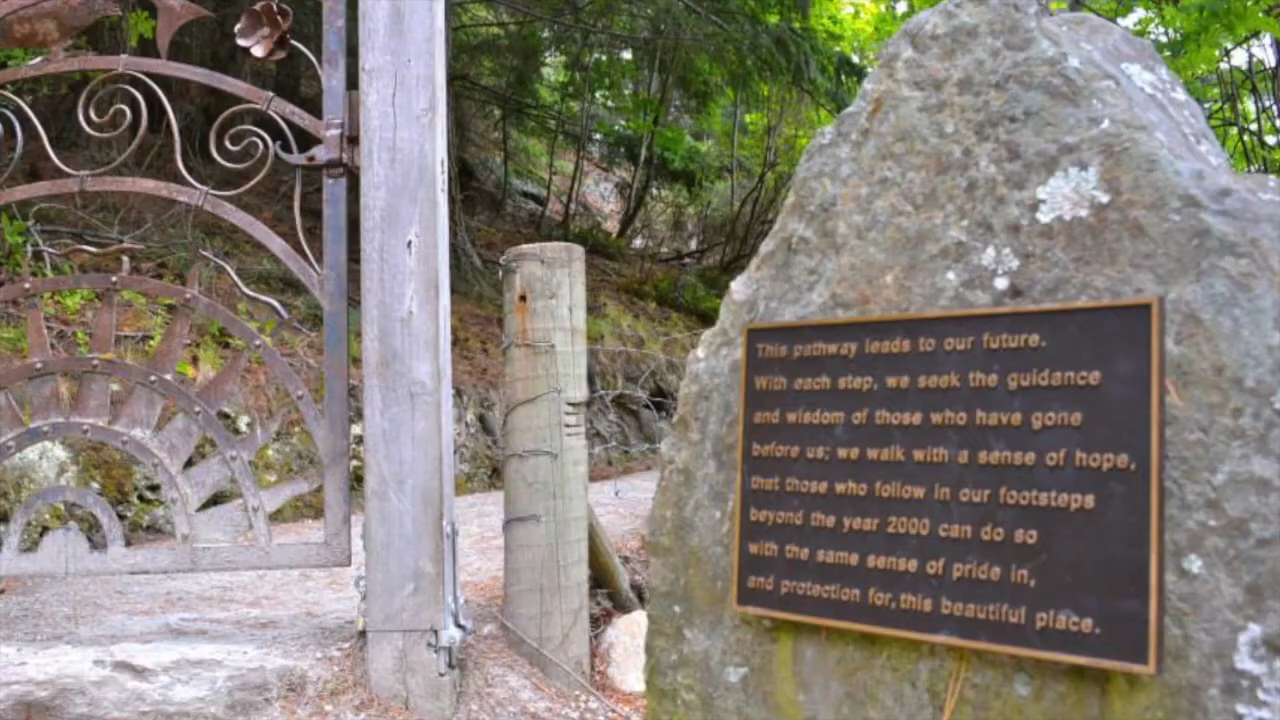 This pathway leads to our future.
With each step, we seek the guidance
and wisdom of those who have gone
before us; we walk with a sense of hope,
that those who follow in our footsteps
beyond the year 2000 can do so
with the same sense of pride in,
and protection for, this beautiful place.